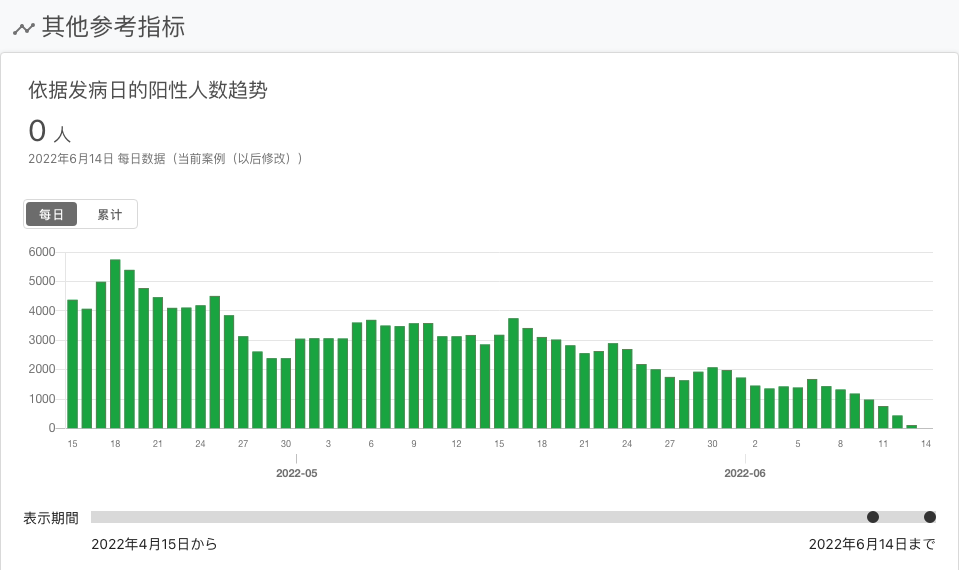 其他参考指标
依据发病日的阳性人数趋势
0 人
2022年6月14日 每日数据（当前案例（以后修改））
每日 累计
6000
5000
4000
3000
2000
1000
0
15 18 21 24 27 30 3 6 9 12 15 18 21 24 27 30 2 5 8 11 14
2022-05 2022-06
表示期間
2022年4月15日から 2022年6月14日まで